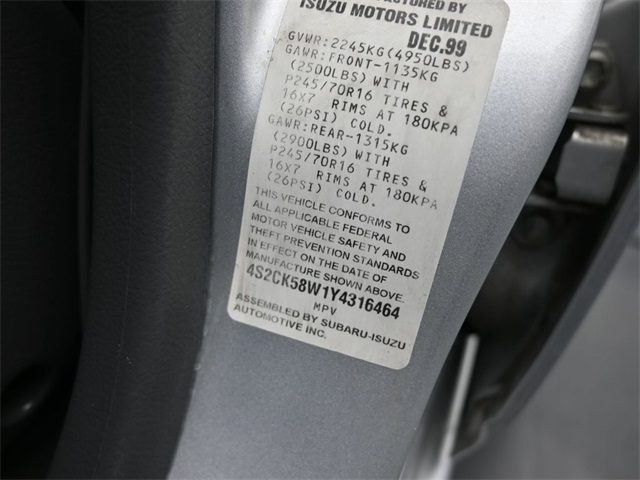 ISUZU MOTORS LIMITED
DEC.99
GVWR:2245KG(4950LBS)
GAWR:FRONT-1135KG
(2500LBS)WITH
P245/70R16 TIRES &
16X7 RIMS AT 180KPA
(26PSI) COLD.
GAWR:REAR-1315KG
(2900LBS)WITH
P245/70R16 TIRES &
16X7 RIMS AT 180KPA
(26PSI) COLD.
THIS VEHICLE CONFORMS TO
ALL APPLICABLE FEDERAL
MOTOR VEHICLE SAFETY AND
THEFT PREVENTION STANDARDS
IN EFFECT ON THE DATE OF
MANUFACTURE SHOWN ABOVE.
4S2CK58W1Y4316464
MPV
ASSEMBLED BY SUBARU-ISUZU
AUTOMOTIVE INC.